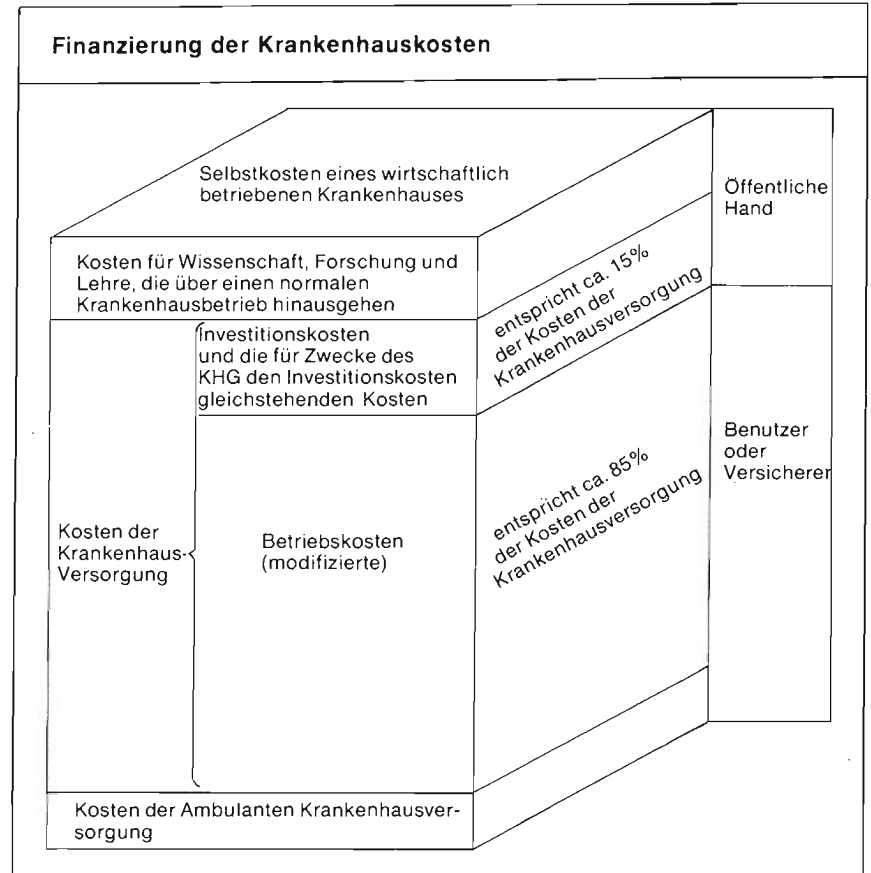 Finanzierung der Krankenhauskosten
Selbstkosten eines wirtschaftlich
betriebenen Krankenhauses
Öffentliche
Hand
Kosten für Wissenschaft, Forschung und
Lehre, die über einen normalen
Krankenhausbetrieb hinausgehen
entspricht ca. 15%
der Kosten der
Krankenhausversorgung
Investitionskosten
und die für Zwecke des
KHG den Investitionskosten
gleichstehenden Kosten
Benutzer
oder
Versicherer
entspricht ca. 85%
der Kosten der
Krankenhausversorgung
Kosten der
Krankenhaus-
Versorgung
Betriebskosten
(modifizierte)
Kosten der Ambulanten Krankenhausver-
sorgung